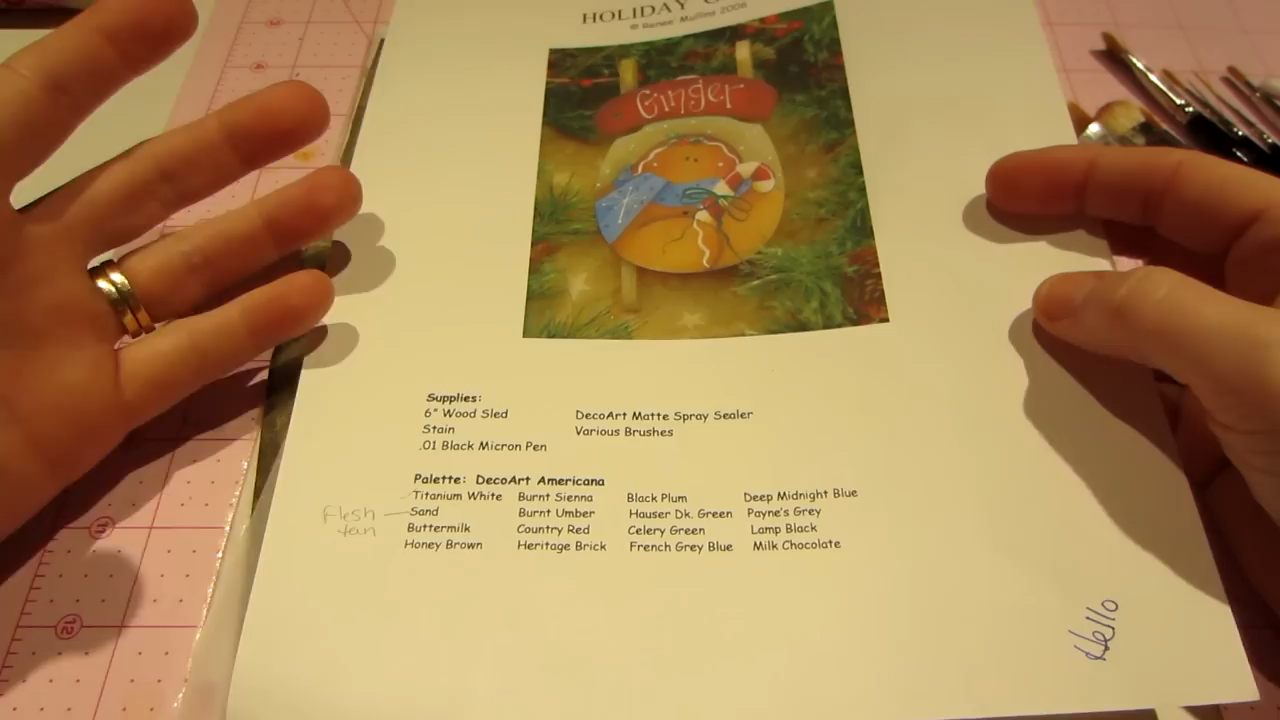 HOLIDAY
© Renee Mullins 2006
Ginger
Supplies:
6" Wood Sled
Stain
.01 Black Micron Pen
DecoArt Matte Spray Sealer
Various Brushes
Palette: DecoArt Americana
Titanium White Burnt Sienna Black Plum Deep Midnight Blue
Sand Burnt Umber Hauser Dk. Green Payne's Grey
Buttermilk Country Red Celery Green Lamp Black
Honey Brown Heritage Brick French Grey Blue Milk Chocolate
Flesh
tan
Hello
11
12